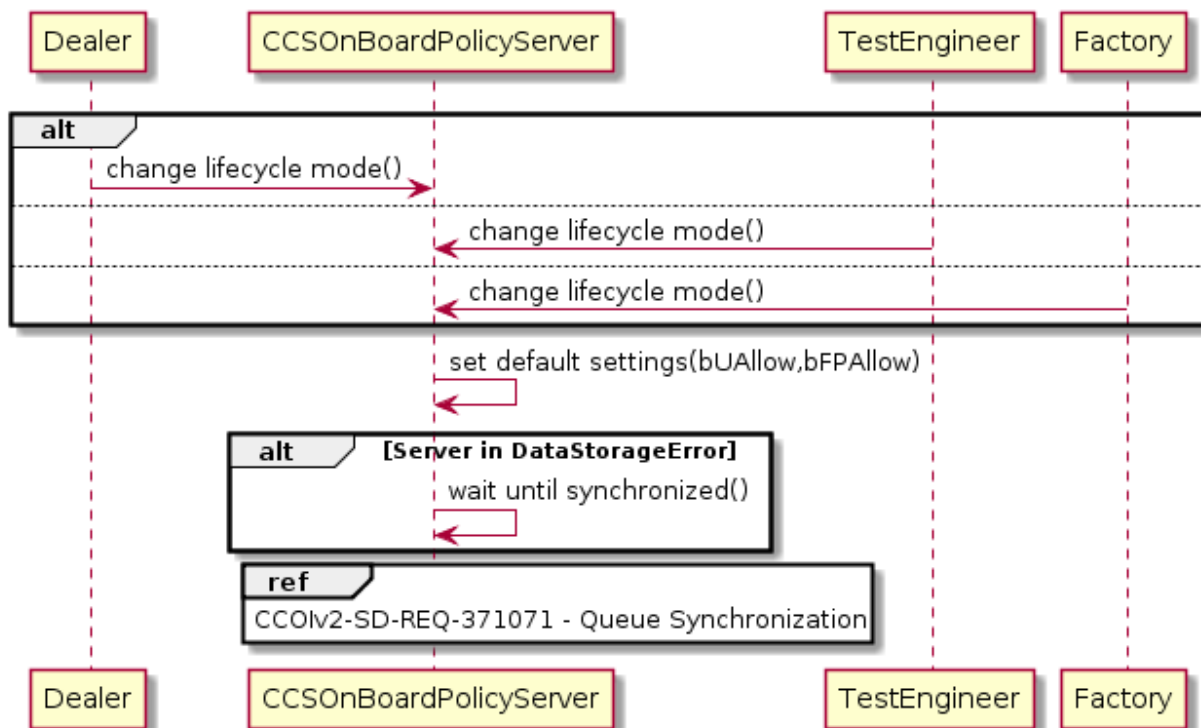 Dealer
CCSOnBoardPolicyServer
TestEngineer
Factory
alt
change lifecycle mode()
change lifecycle mode()
change lifecycle mode()
set default settings(bUAllow,bFPAllow)
alt [Server in DataStorageError]
wait until synchronized()
ref
CCOIv2-SD-REQ-371071 - Queue Synchronization
Dealer
CCSOnBoardPolicyServer
TestEngineer
Factory